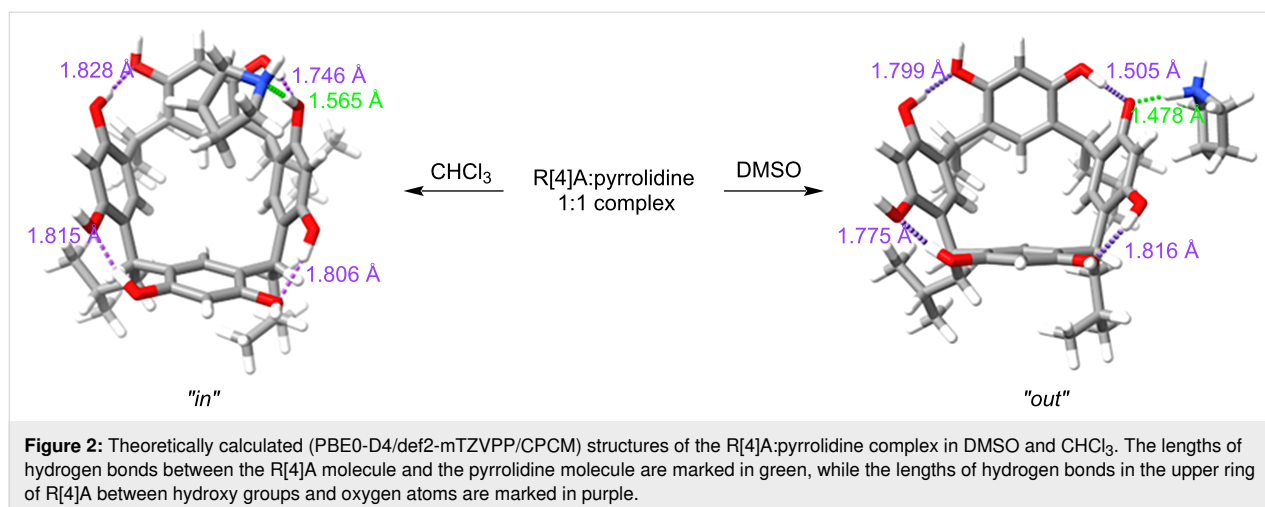 1.828 Å
1.746 Å
1.565 Å
1.815 Å
1.806 Å
"in"
CHCl3
R[4]A:pyrrolidine
1:1 complex
DMSO
1.799 Å
1.505 Å
1.478 Å
1.775 Å
1.816 Å
"out"
Figure 2: Theoretically calculated (PBE0-D4/def2-mTZVPP/CPCM) structures of the R[4]A:pyrrolidine complex in DMSO and CHCl3. The lengths of
hydrogen bonds between the R[4]A molecule and the pyrrolidine molecule are marked in green, while the lengths of hydrogen bonds in the upper ring
of R[4]A between hydroxy groups and oxygen atoms are marked in purple.